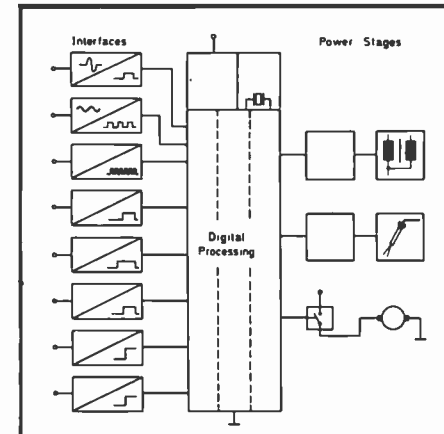 Interfaces
Power Stages
Digital
Processing